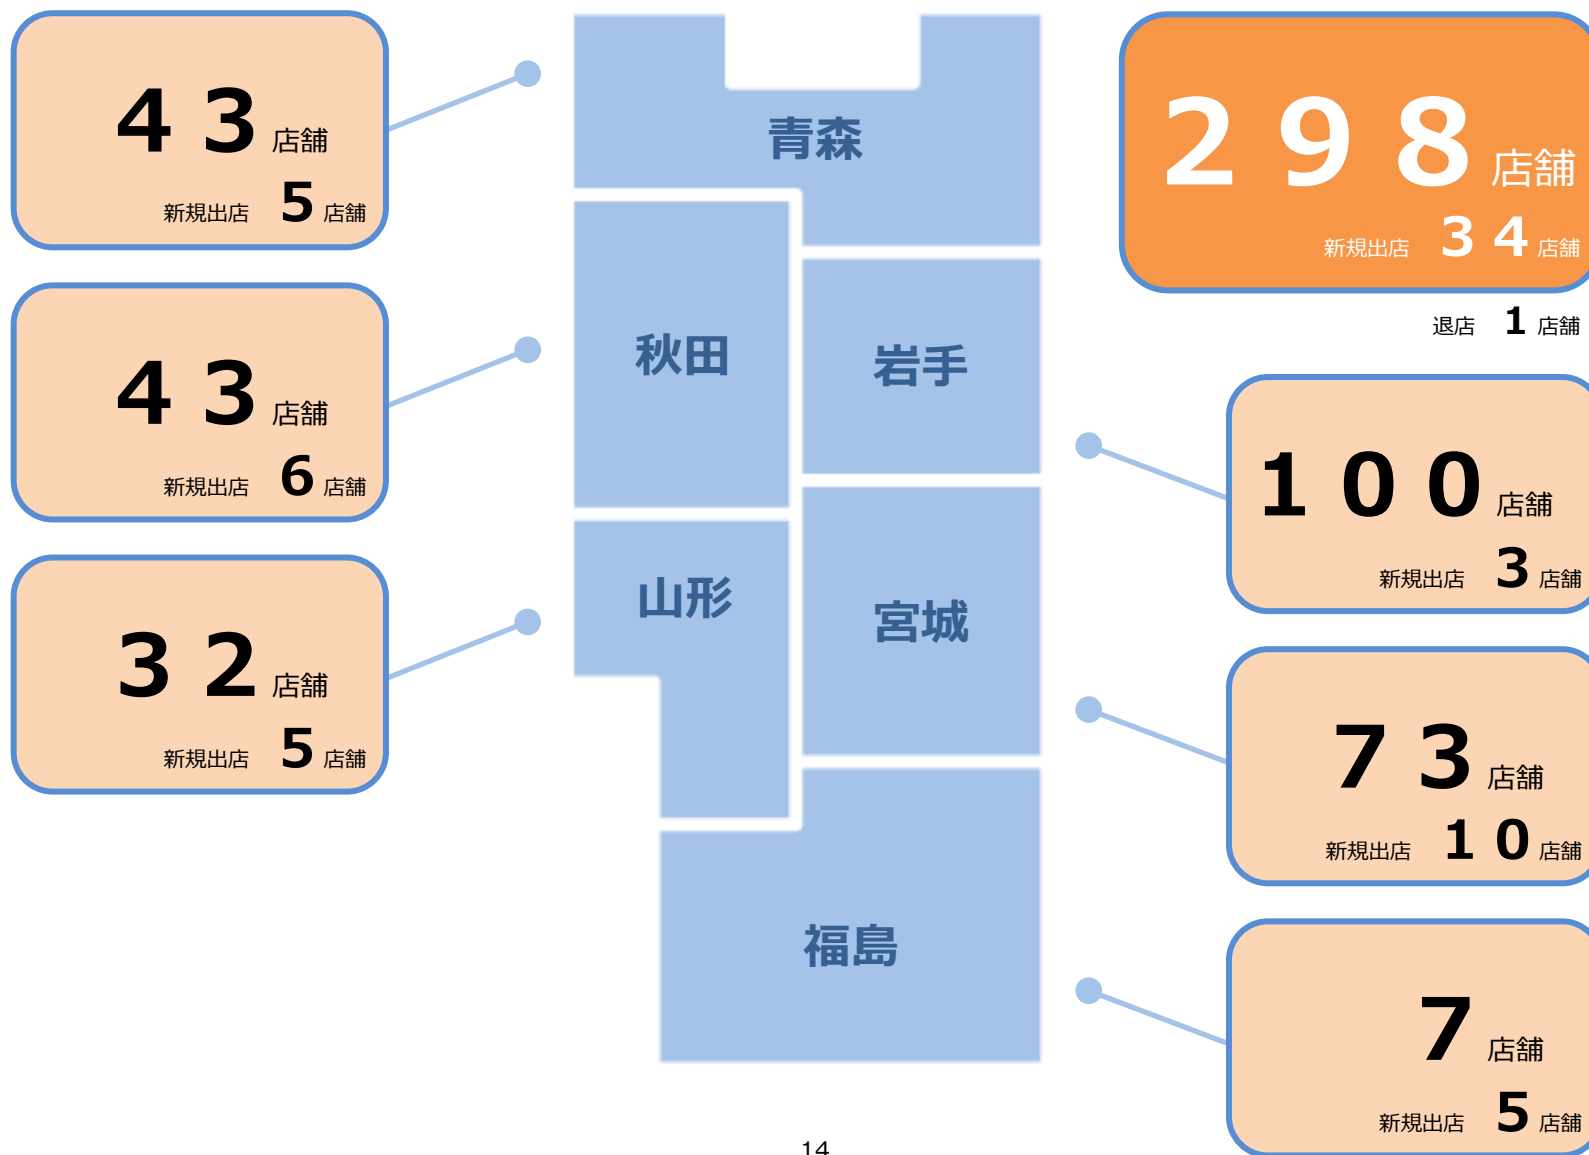 ４３店舗
新規出店 ５店舗
４３店舗
新規出店 ６店舗
３２店舗
新規出店 ５店舗
青森
秋田
岩手
山形
宮城
福島
２９８店舗
新規出店 ３４店舗
退店 １店舗
１００店舗
新規出店 ３店舗
７３店舗
新規出店 １０店舗
７店舗
新規出店 ５店舗
14